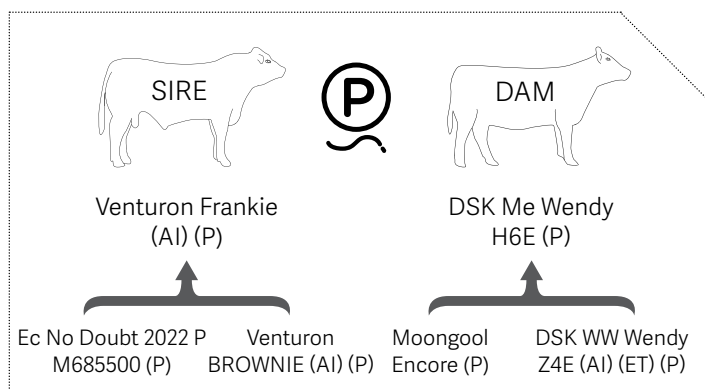 SIRE
P
DAM
Venturon Frankie
(AI) (P)
DSK Me Wendy
H6E (P)
Ec No Doubt 2022 P
M685500 (P)
Venturon
BROWNIE (AI) (P)
Moongool
Encore (P)
DSK WW Wendy
Z4E (AI) (ET) (P)